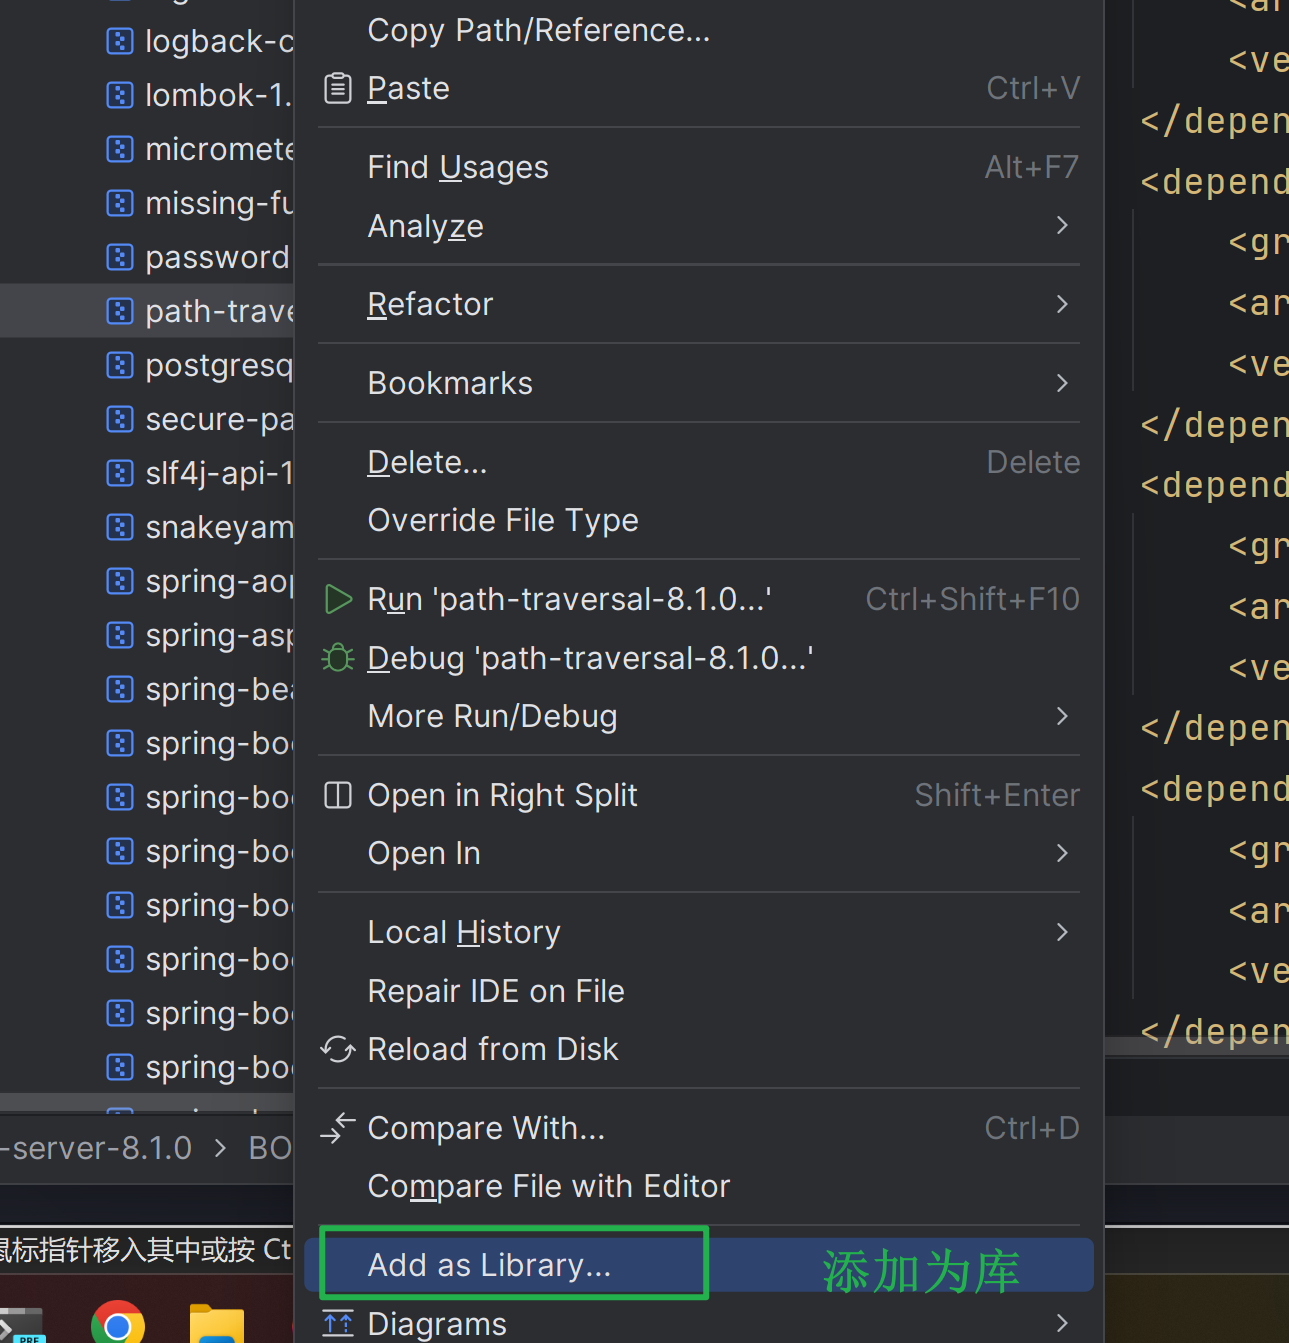 Copy Path/Reference...
Paste Ctrl+V
Find Usages Alt+F7
Analyze
Refactor
Bookmarks
Delete... Delete
Override File Type
Run 'path-traversal-8.1.0...' Ctrl+Shift+F10
Debug 'path-traversal-8.1.0...'
More Run/Debug
Open in Right Split Shift+Enter
Open In
Local History
Repair IDE on File
Reload from Disk
Compare With... Ctrl+D
Compare File with Editor
Add as Library... 添加为库
Diagrams
logback-c
lombok-1.
micromete
missing-fu
password
path-trave
postgresq
secure-pa
slf4j-api-1
snakeyam
spring-aop
spring-asp
spring-bea
spring-boo
spring-boo
spring-boo
spring-boo
spring-boo
spring-boo
spring-boo
-server-8.1.0 > BO
鼠标指针移入其中或按 Ct
PRE
<ar
<ve
</depen
<depend
<gr
<ar
<ve
</depen
<depend
<gr
<ar
<ve
</depen
<depend
<gr
<ar
<ve
</depen